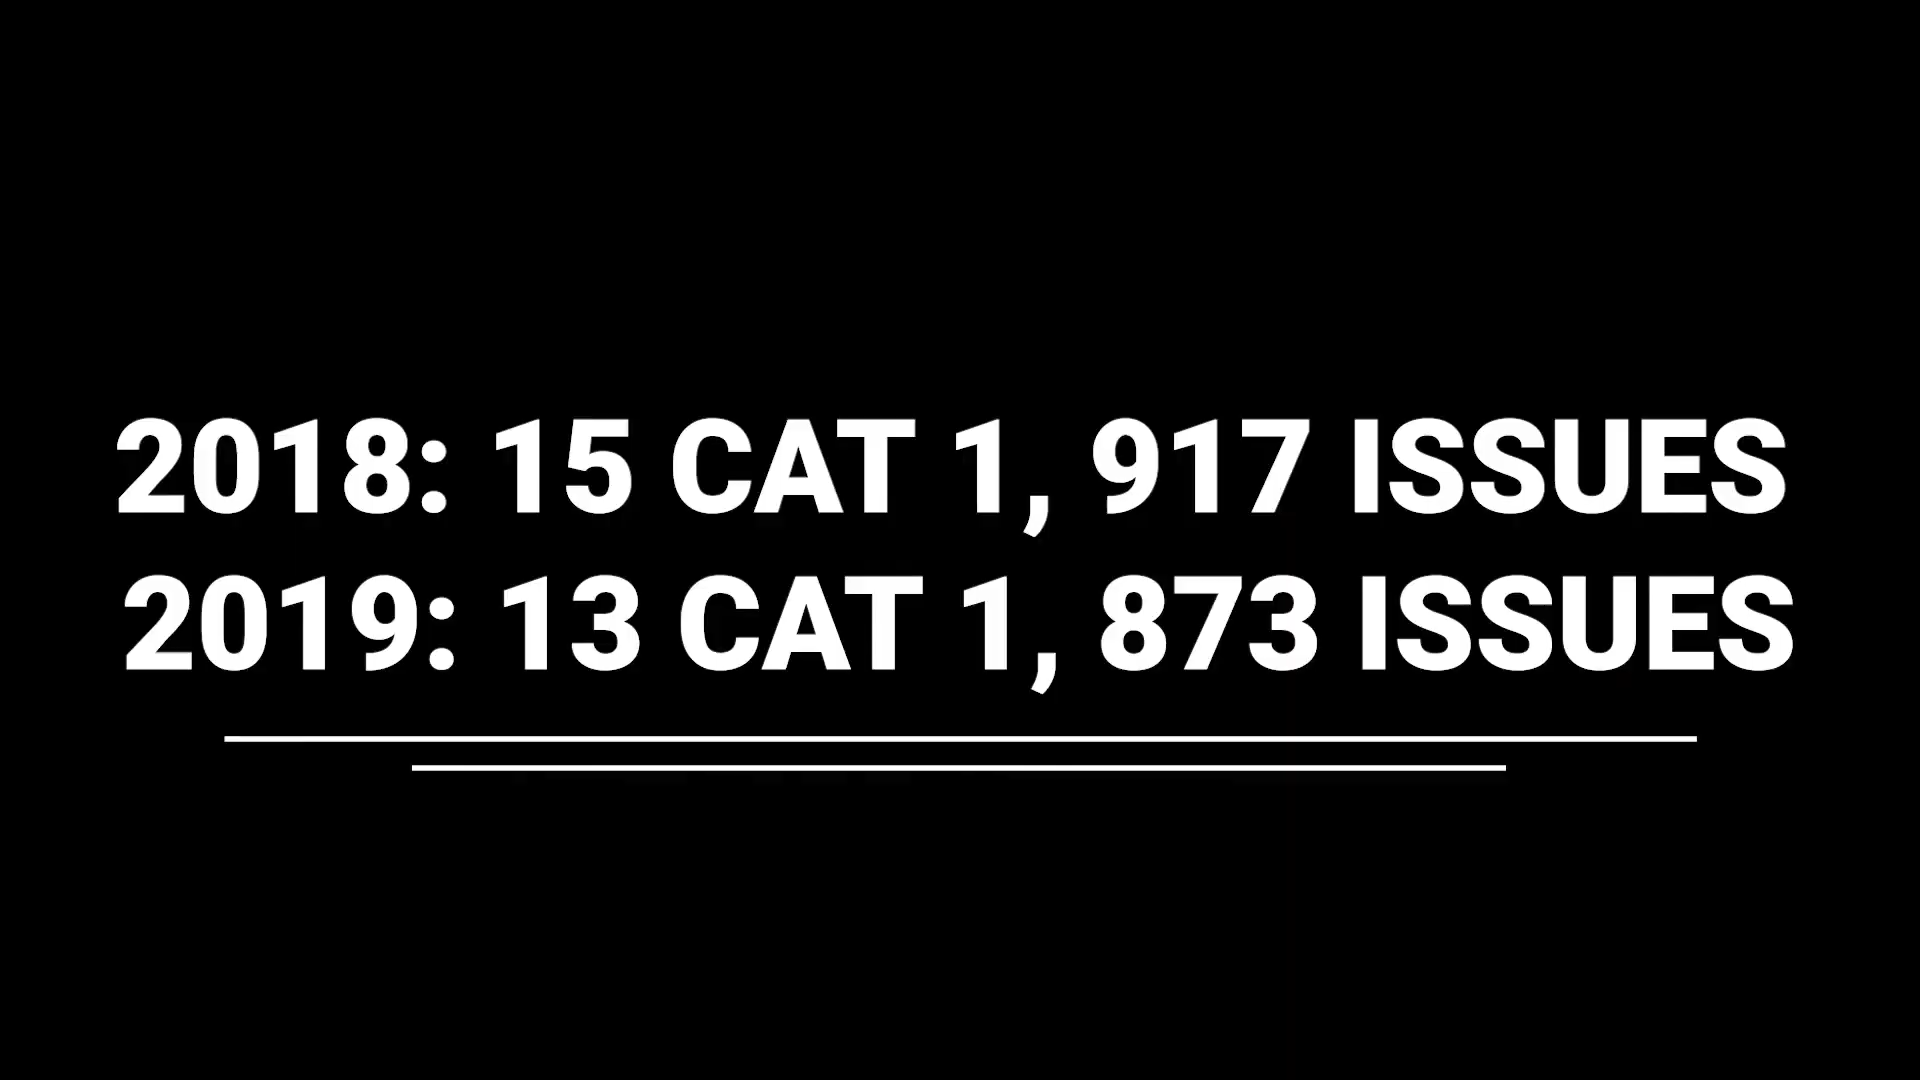 2018: 15 CAT 1, 917 ISSUES
2019: 13 CAT 1, 873 ISSUES